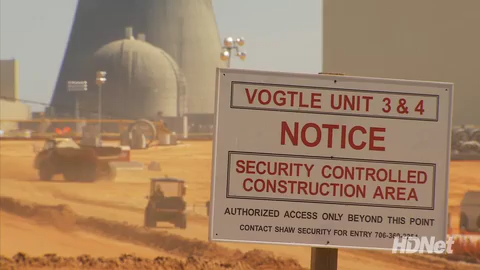 VOGTLE UNIT 3 & 4
NOTICE
SECURITY CONTROLLED
CONSTRUCTION AREA
AUTHORIZED ACCESS ONLY BEYOND THIS POINT
CONTACT SHAW SECURITY FOR ENTRY
HDNet